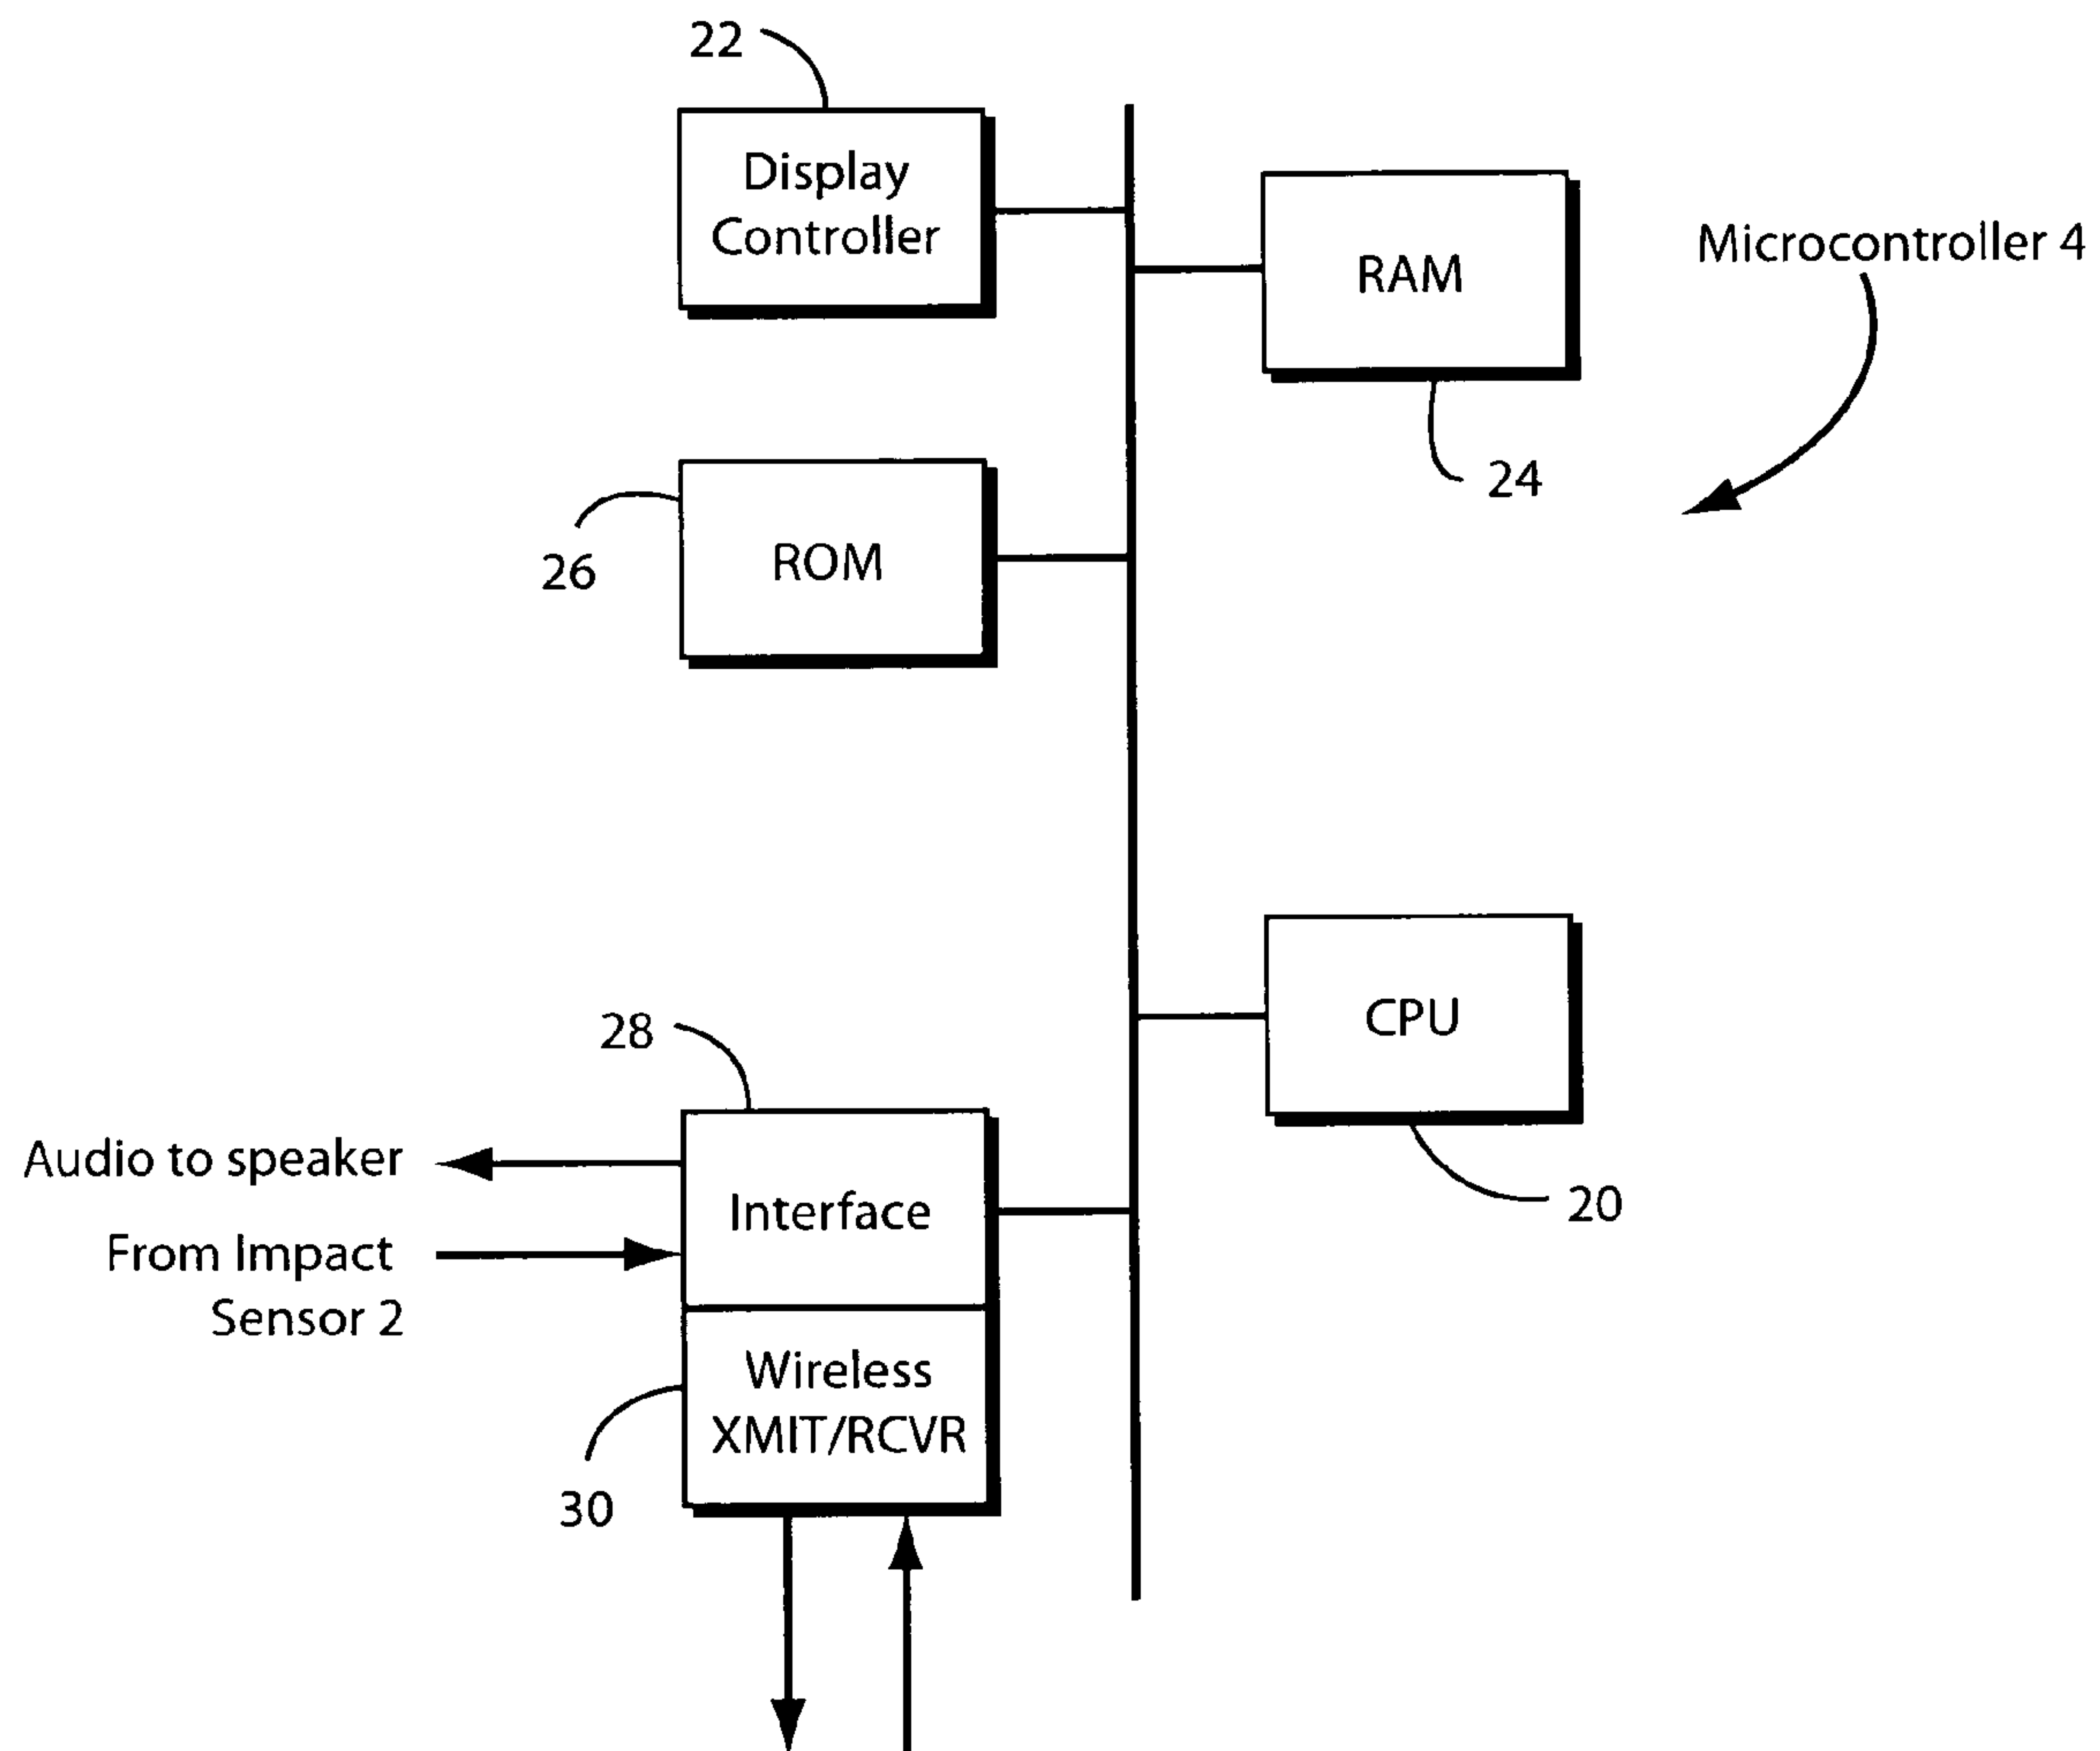 22
Display
Controller
RAM
Microcontroller 4
24
ROM
26
CPU
28
Audio to speaker
Interface
20
From Impact
Sensor 2
Wireless
XMIT/RCVR
30